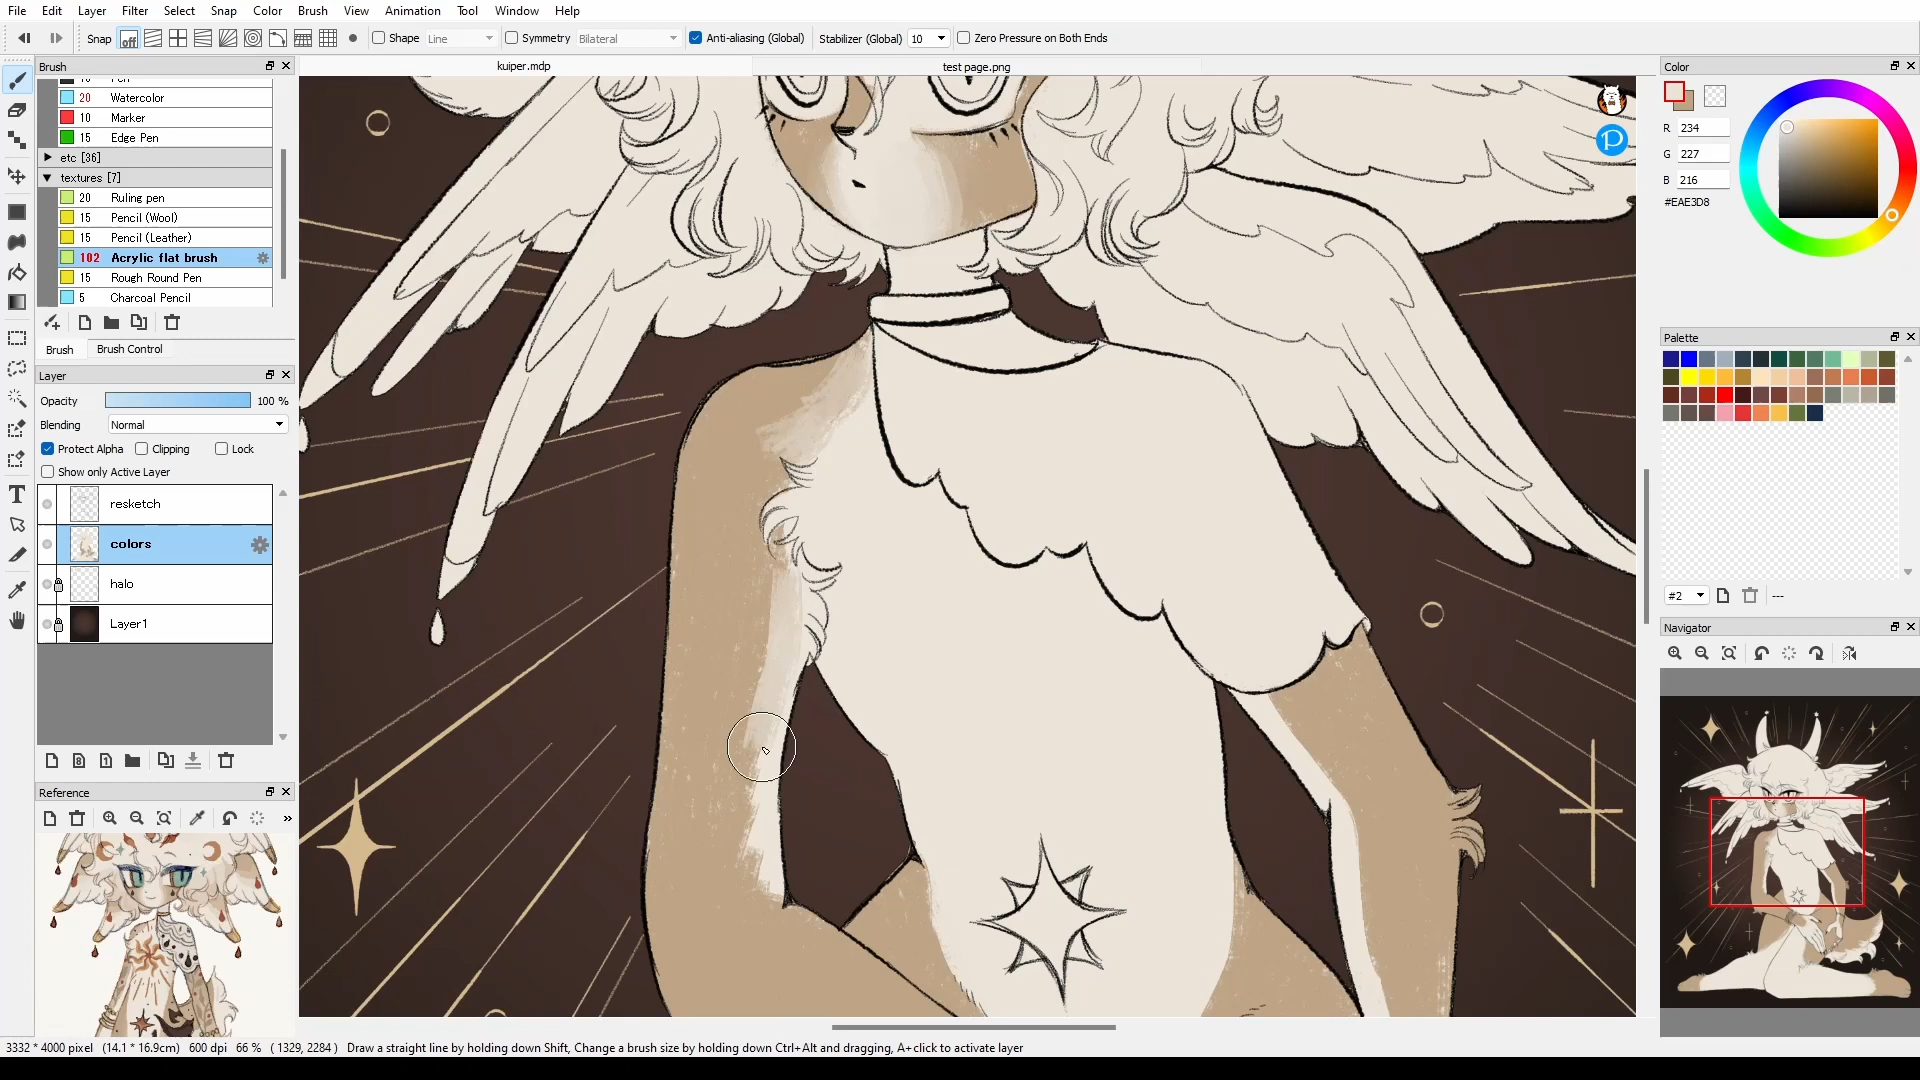 File Edit Layer Filter Select Snap Color Brush View Animation Tool Window Help
Snap off Shape Line Symmetry Bilateral Anti-aliasing (Global) Stabilizer (Global) 10 Zero Pressure on Both Ends
Brush
kuiper.mdp
test page.png
20 Watercolor
10 Marker
15 Edge Pen
etc [36]
textures [7]
20 Ruling pen
15 Pencil (Wool)
15 Pencil (Leather)
102 Acrylic flat brush
15 Rough Round Pen
5 Charcoal Pencil
Brush Brush Control
Layer
Opacity 100 %
Blending Normal
Protect Alpha Clipping Lock
Show only Active Layer
resketch
colors
halo
Layer1
8 1
Reference
»
Color
R 234
G 227
B 216
#EAE3D8
Palette
#2 ---
Navigator
3332 * 4000 pixel (14.1 * 16.9cm) 600 dpi 66 % ( 1329, 2284 ) Draw a straight line by holding down Shift, Change a brush size by holding down Ctrl+Alt and dragging, A+click to activate layer